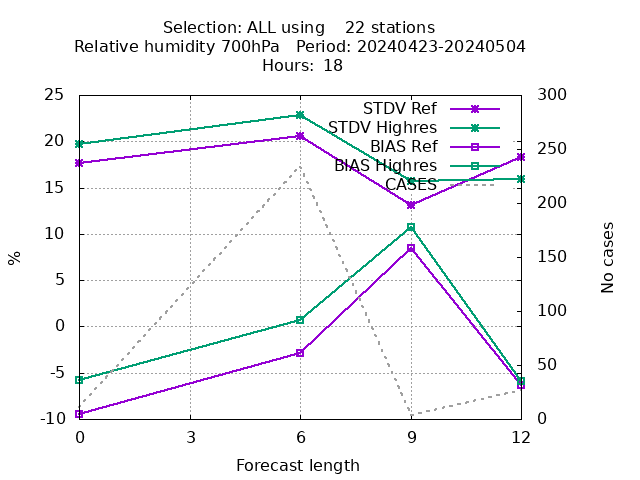 Selection: ALL using    22 stations
Relative humidity 700hPa   Period: 20240423-20240504
Hours: 18
25
20
15
10
5
0
-5
-10
%
300
250
200
150
100
50
0
No cases
STDV Ref
STDV Highres
BIAS Ref
BIAS Highres
CASES
0
3
6
9
12
Forecast length